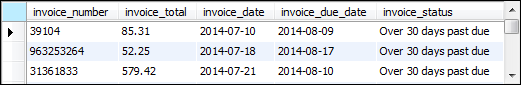 invoice_number invoice_total invoice_date invoice_due_date invoice_status
39104 85.31 2014-07-10 2014-08-09 Over 30 days past due
963253264 52.25 2014-07-18 2014-08-17 Over 30 days past due
31361833 579.42 2014-07-21 2014-08-10 Over 30 days past due